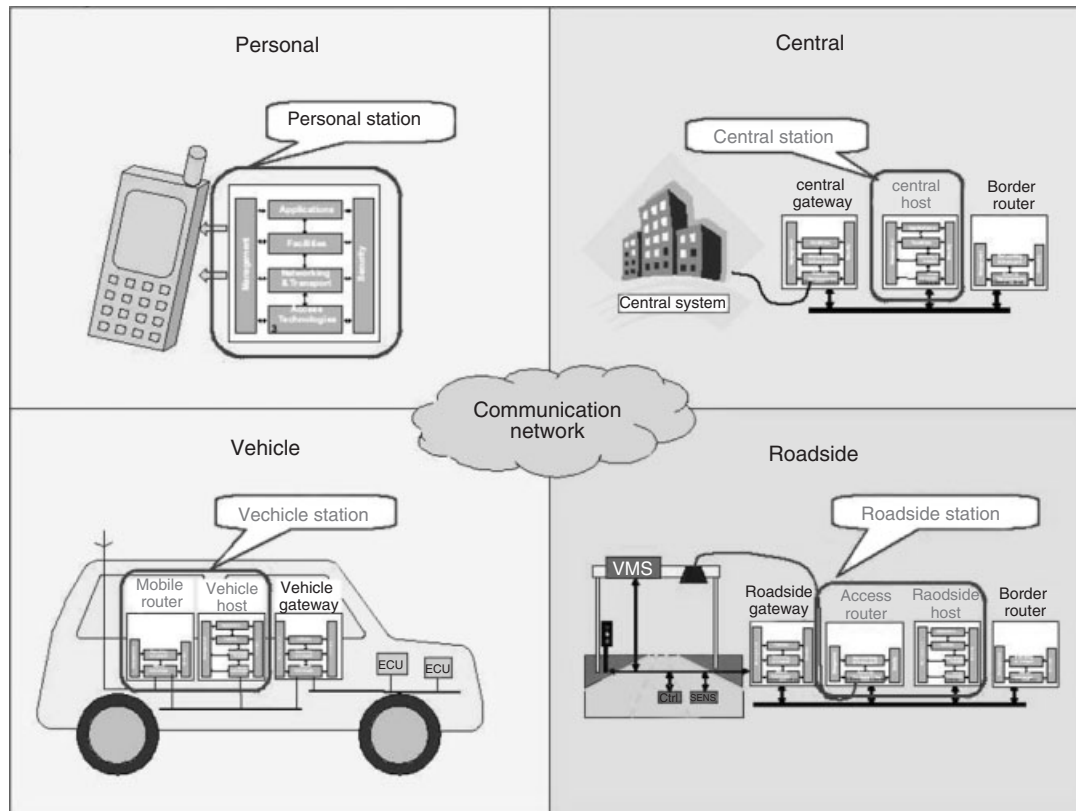 Personal
Personal station
Applications
Facilities
Networking
& Transport
Access
Technologies
Management
Security
Central
Central station
central
gateway
central
host
Border
router
Central system
Communication
network
Vehicle
Vechicle station
Mobile
router
Vehicle
host
Vehicle
gateway
ECU
ECU
Roadside
Roadside station
VMS
Roadside
gateway
Access
router
Raodside
host
Border
router
Ctrl
SENS